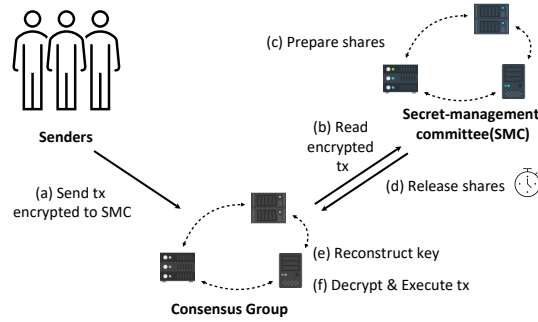 (c) Prepare shares
Senders
Secret-management
committee(SMC)
(b) Read
encrypted
tx
(a) Send tx
encrypted to SMC
(d) Release shares
(e) Reconstruct key
(f) Decrypt & Execute tx
Consensus Group